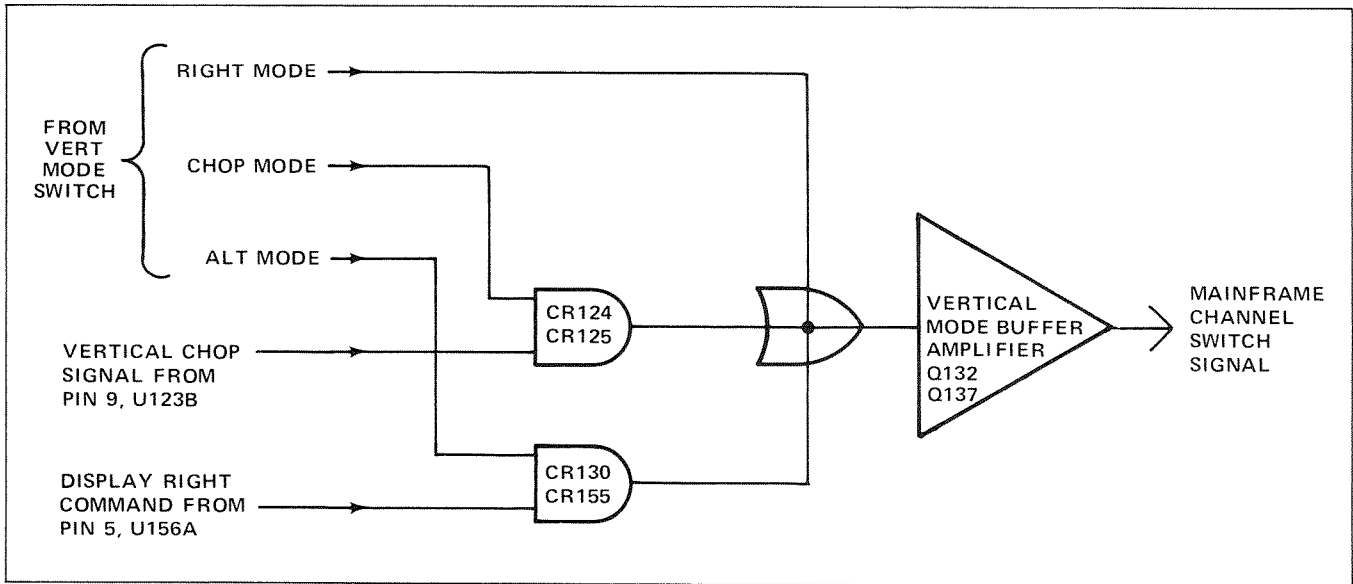 FROM
VERT
MODE
SWITCH
RIGHT MODE
CHOP MODE
ALT MODE
VERTICAL CHOP
SIGNAL FROM
PIN 9, U123B
DISPLAY RIGHT
COMMAND FROM
PIN 5, U156A
CR124
CR125
CR130
CR155
VERTICAL
MODE BUFFER
AMPLIFIER
Q132
Q137
MAINFRAME
CHANNEL
SWITCH
SIGNAL